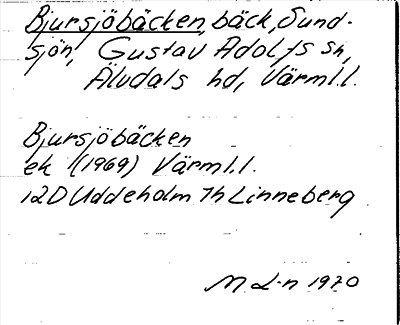 Bjursjöbäcken, bäck, Sund-
sjön, Gustav Adolfs sn,
Älvdals hd, Värml.l.
Bjursjöbäcken
ek (1969) Värml.l.
12D Uddeholm 7h Linneberg
M L-n 1970